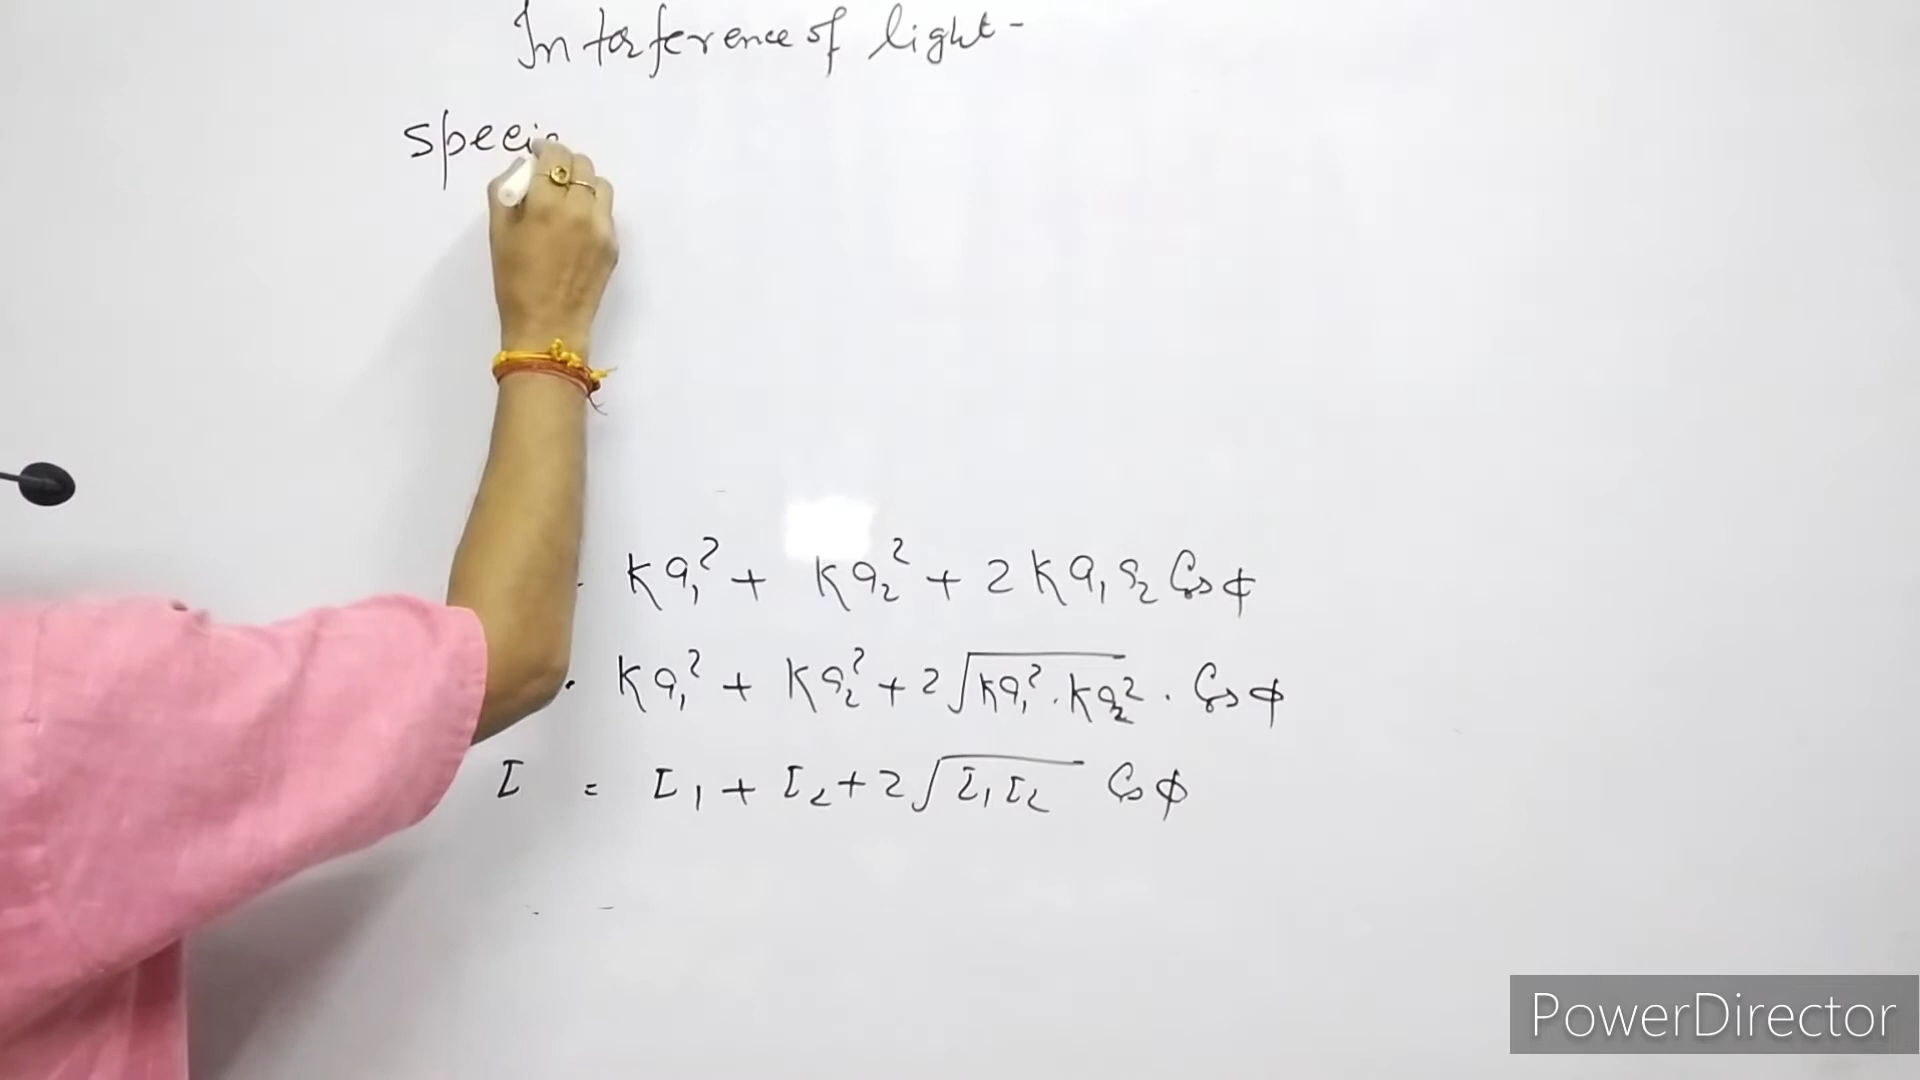 Interference of light -
speci
Ka₁² + Ka₂² + 2Ka₁a₂ Cos φ
Ka₁² + Ka₂² + 2√(Ka₁² . Ka₂²) . Cos φ
I = I₁ + I₂ + 2√(I₁I₂) Cos φ
PowerDirector